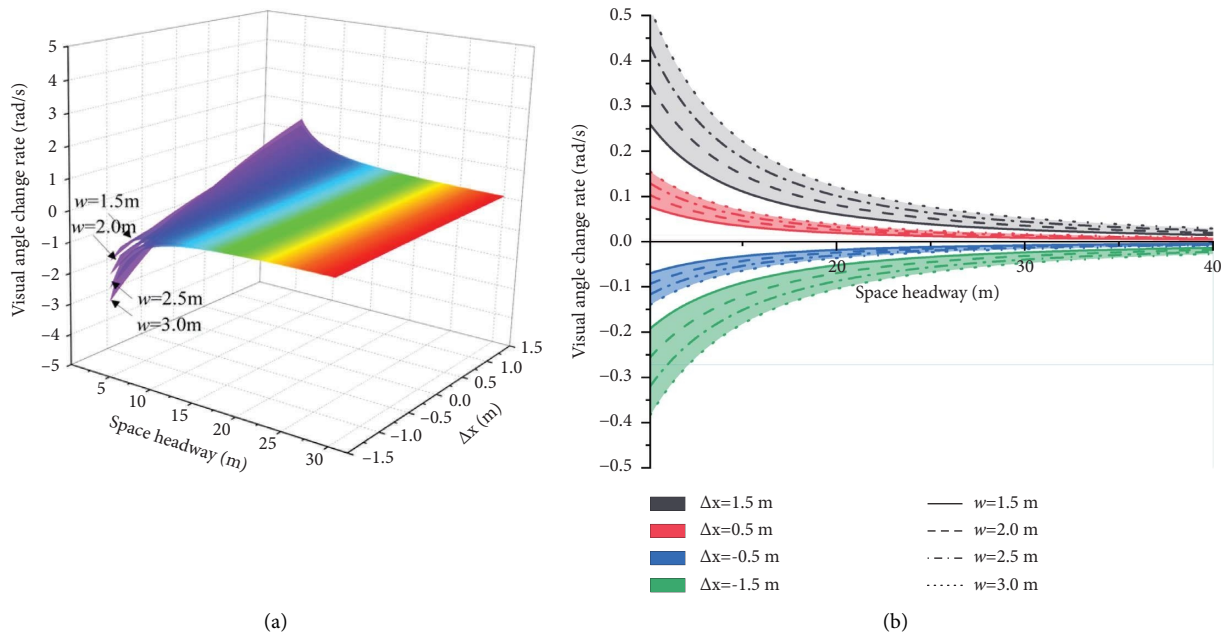 Visual angle change rate (rad/s)
5
4
3
2
1
0
−1
−2
−3
−4
−5
w=1.5m
w=2.0m
w=2.5m
w=3.0m
5
10
15
20
25
30
Space headway (m)
−1.5
−1.0
−0.5
0.0
0.5
1.0
1.5
Δx (m)
(a)
Visual angle change rate (rad/s)
0.5
0.4
0.3
0.2
0.1
0.0
−0.1
−0.2
−0.3
−0.4
−0.5
20
30
40
Space headway (m)
Δx=1.5 m
Δx=0.5 m
Δx=-0.5 m
Δx=-1.5 m
w=1.5 m
w=2.0 m
w=2.5 m
w=3.0 m
(b)